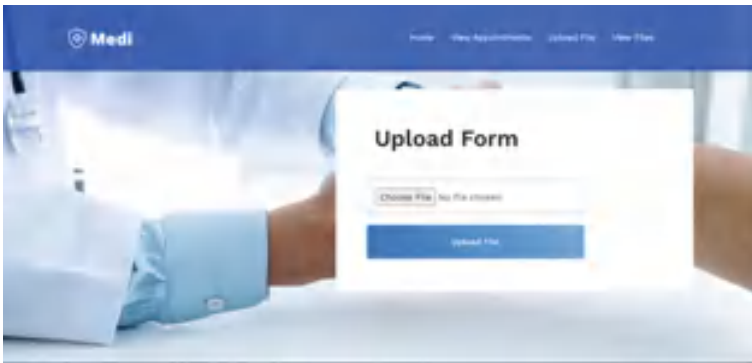 Medi
Home View Appointments Upload File View Files
Upload Form
Choose File No file chosen
Upload File